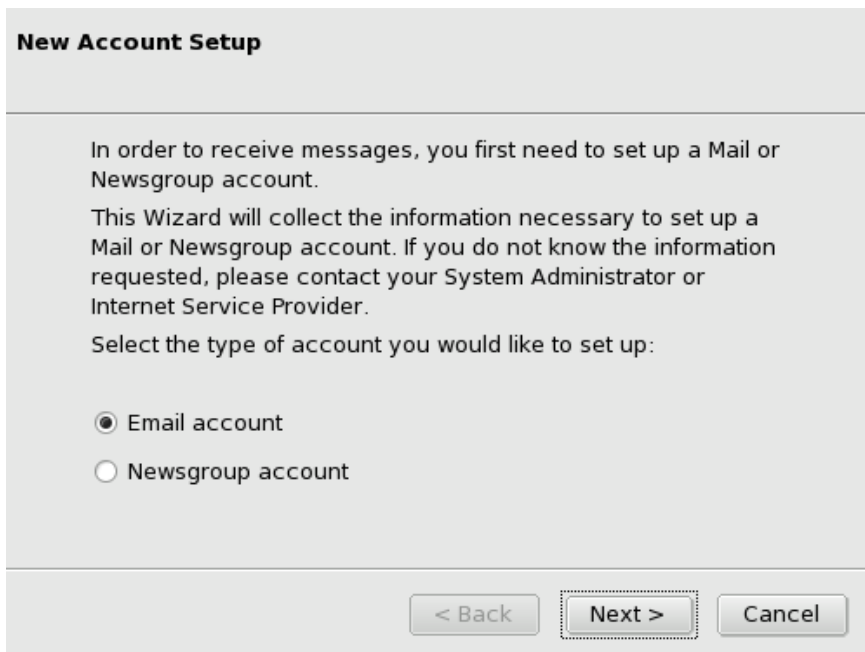 New Account Setup
In order to receive messages, you first need to set up a Mail or
Newsgroup account.
This Wizard will collect the information necessary to set up a
Mail or Newsgroup account. If you do not know the information
requested, please contact your System Administrator or
Internet Service Provider.
Select the type of account you would like to set up:
Email account
Newsgroup account
< Back Next > Cancel